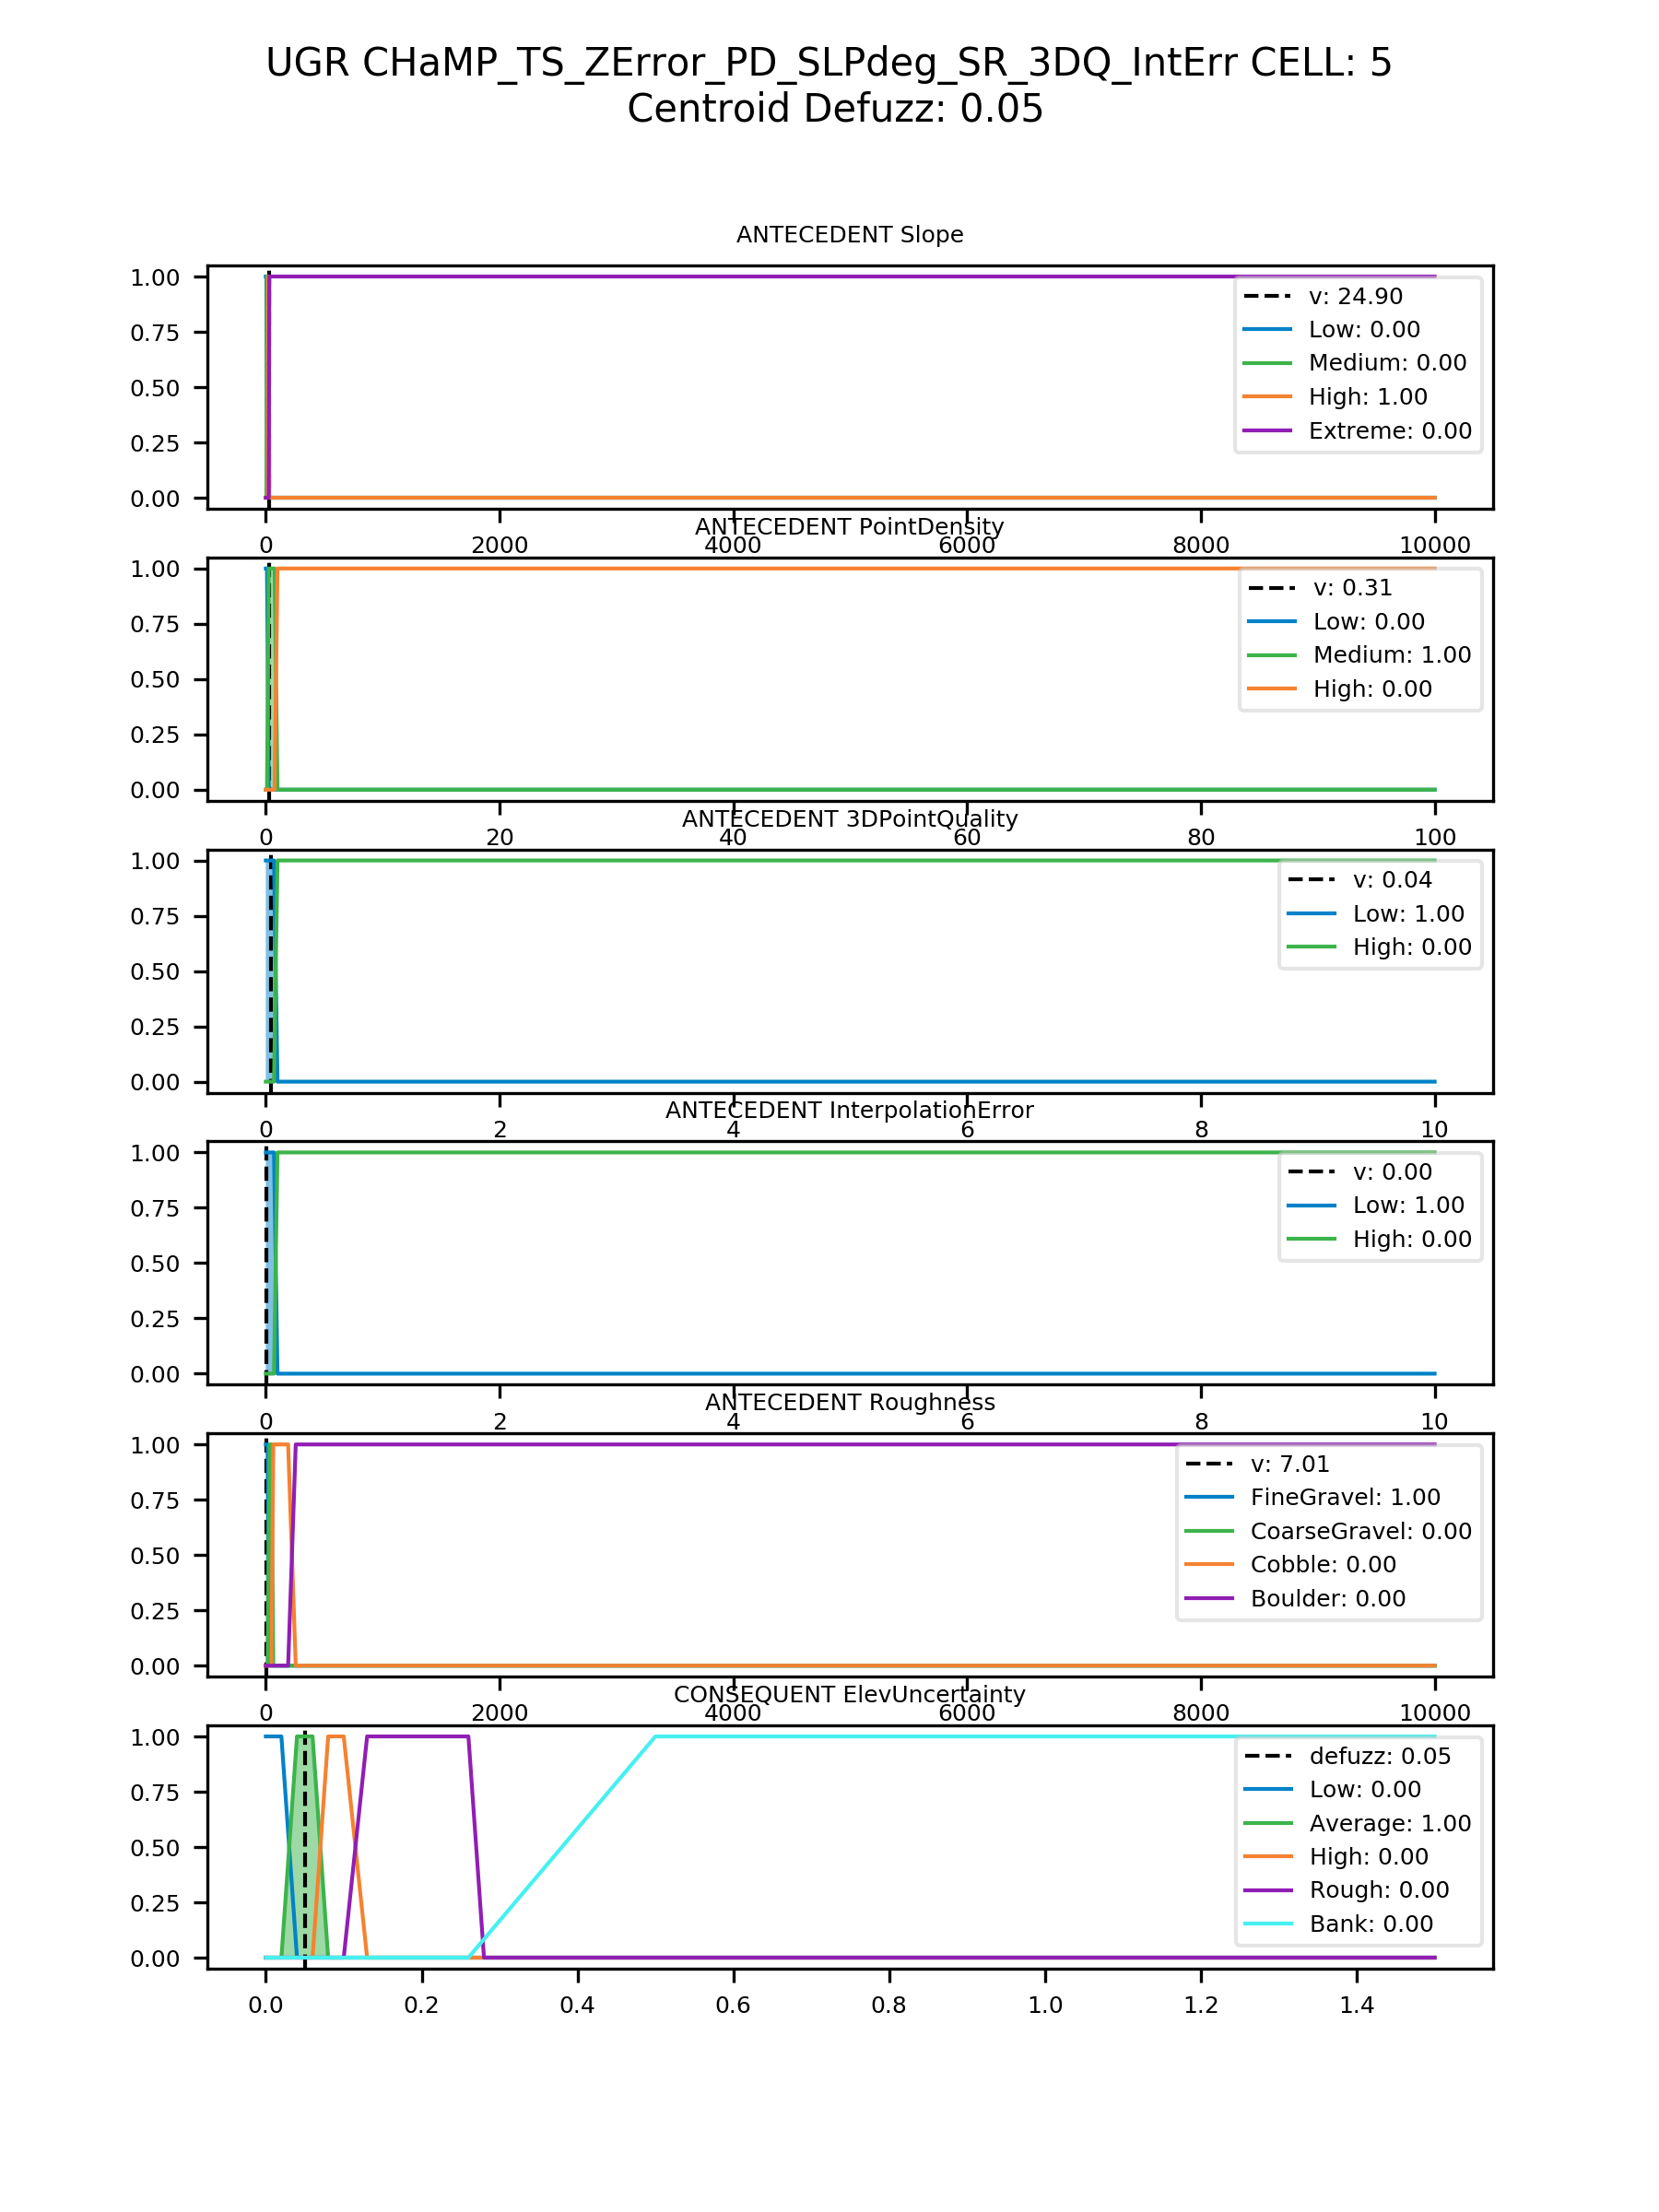 UGR CHaMP_TS_ZError_PD_SLPdeg_SR_3DQ_IntErr CELL: 5
Centroid Defuzz: 0.05
ANTECEDENT Slope
1.00
0.75
0.50
0.25
0.00
v: 24.90
Low: 0.00
Medium: 0.00
High: 1.00
Extreme: 0.00
0 2000 4000 6000 8000 10000
ANTECEDENT PointDensity
1.00
0.75
0.50
0.25
0.00
v: 0.31
Low: 0.00
Medium: 1.00
High: 0.00
0 20 40 60 80 100
ANTECEDENT 3DPointQuality
1.00
0.75
0.50
0.25
0.00
v: 0.04
Low: 1.00
High: 0.00
0 2 4 6 8 10
ANTECEDENT InterpolationError
1.00
0.75
0.50
0.25
0.00
v: 0.00
Low: 1.00
High: 0.00
0 2 4 6 8 10
ANTECEDENT Roughness
1.00
0.75
0.50
0.25
0.00
v: 7.01
FineGravel: 1.00
CoarseGravel: 0.00
Cobble: 0.00
Boulder: 0.00
0 2000 4000 6000 8000 10000
CONSEQUENT ElevUncertainty
1.00
0.75
0.50
0.25
0.00
defuzz: 0.05
Low: 0.00
Average: 1.00
High: 0.00
Rough: 0.00
Bank: 0.00
0.0 0.2 0.4 0.6 0.8 1.0 1.2 1.4